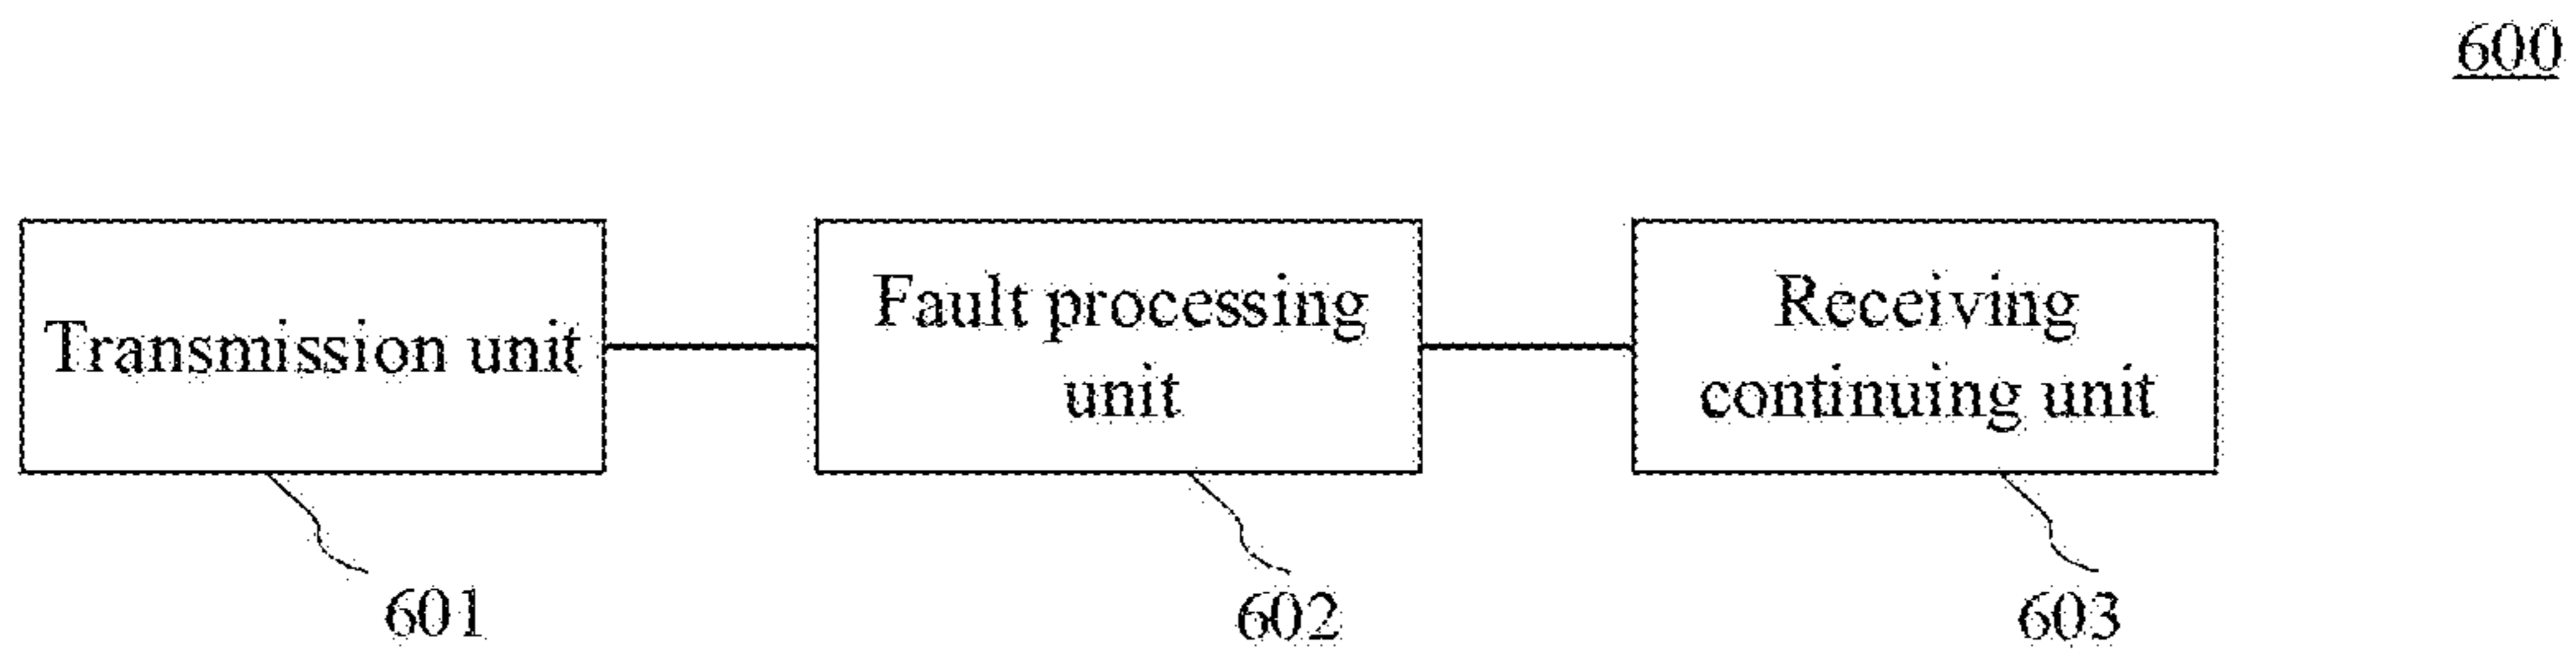 600
Transmission unit
Fault processing
unit
Receiving
continuing unit
601
602
603